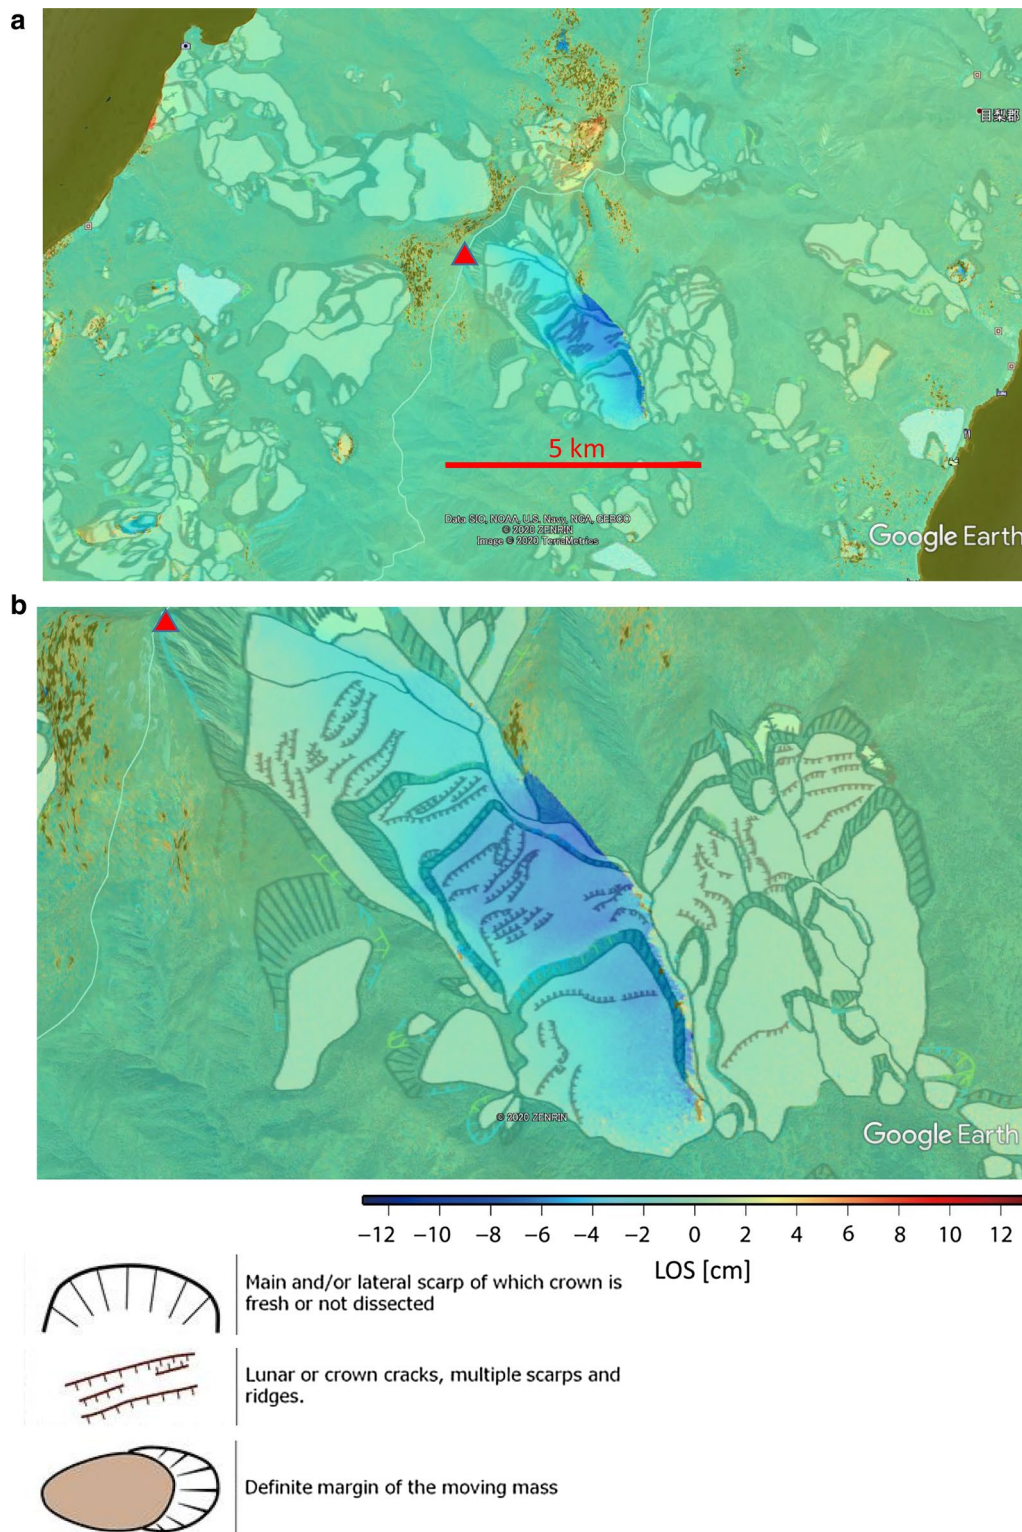 a
目梨郡
5 km
Data SIO, NOAA, U.S. Navy, NGA, GEBCO
© 2020 ZENRIN
Image © 2020 TerraMetrics
Google Earth
b
© 2020 ZENRIN
Google Earth
−12 −10 −8 −6 −4 −2 0 2 4 6 8 10 12
LOS [cm]
Main and/or lateral scarp of which crown is
fresh or not dissected
Lunar or crown cracks, multiple scarps and
ridges.
Definite margin of the moving mass